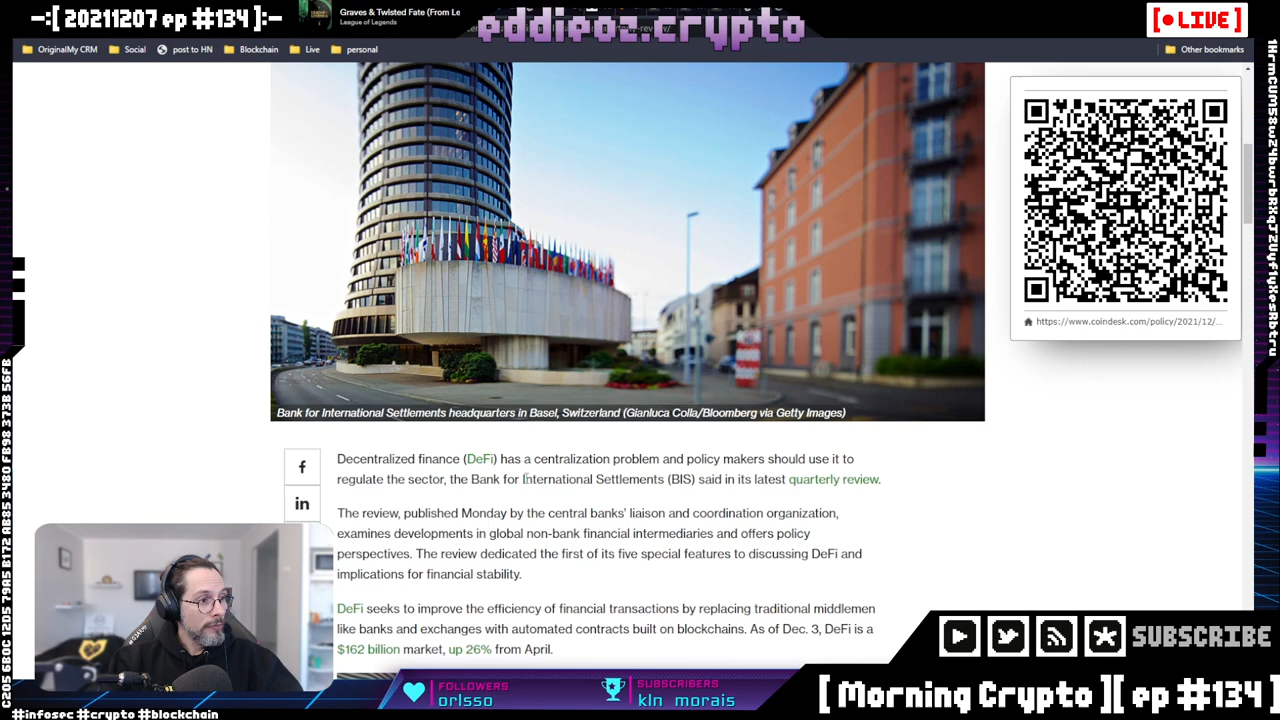 -:[ 20211207 ep #134 ]:-
Graves & Twisted Fate (From Le
League of Legends
eddieoz.crypto
[● LIVE]
OriginalMy CRM
Social
post to HN
Blockchain
Live
personal
Other bookmarks
https://www.coindesk.com/policy/2021/12/...
Bank for International Settlements headquarters in Basel, Switzerland (Gianluca Colla/Bloomberg via Getty Images)
Decentralized finance (DeFi) has a centralization problem and policy makers should use it to
regulate the sector, the Bank for International Settlements (BIS) said in its latest quarterly review.
The review, published Monday by the central banks' liaison and coordination organization,
examines developments in global non-bank financial intermediaries and offers policy
perspectives. The review dedicated the first of its five special features to discussing DeFi and
implications for financial stability.
DeFi seeks to improve the efficiency of financial transactions by replacing traditional middlemen
like banks and exchanges with automated contracts built on blockchains. As of Dec. 3, DeFi is a
$162 billion market, up 26% from April.
SUBSCRIBE
FOLLOWERS
orlsso
SUBSCRIBERS
kln_morais
[ Morning Crypto ][ ep #134 ]
#infosec #crypto #blockchain